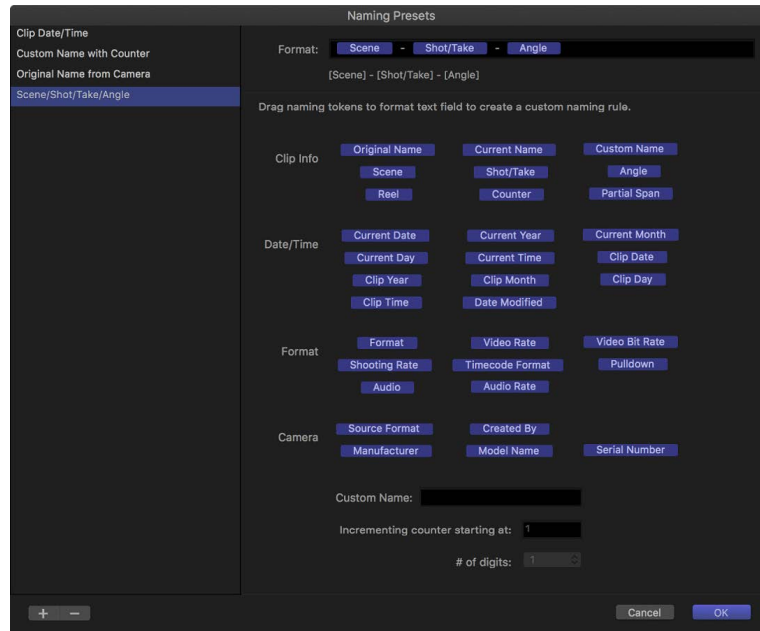 Naming Presets
Clip Date/Time
Custom Name with Counter
Original Name from Camera
Scene/Shot/Take/Angle
Format: Scene - Shot/Take - Angle
[Scene] - [Shot/Take] - [Angle]
Drag naming tokens to format text field to create a custom naming rule.
Clip Info
Original Name Current Name Custom Name
Scene Shot/Take Angle
Reel Counter Partial Span
Date/Time
Current Date Current Year Current Month
Current Day Current Time Clip Date
Clip Year Clip Month Clip Day
Clip Time Date Modified
Format
Format Video Rate Video Bit Rate
Shooting Rate Timecode Format Pulldown
Audio Audio Rate
Camera
Source Format Created By
Manufacturer Model Name Serial Number
Custom Name:
Incrementing counter starting at: 1
# of digits: 1
+ −
Cancel OK